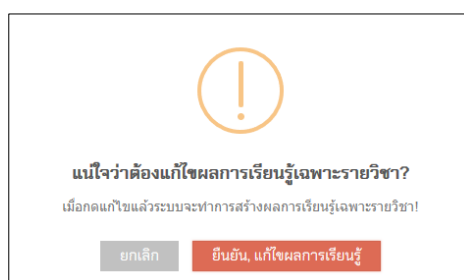 แน่ใจว่าต้องแก้ไขผลการเรียนรู้เฉพาะรายวิชา?
เมื่อกดแก้ไขแล้วระบบจะทำการสร้างผลการเรียนรู้เฉพาะรายวิชา!
ยกเลิก
ยืนยัน, แก้ไขผลการเรียนรู้